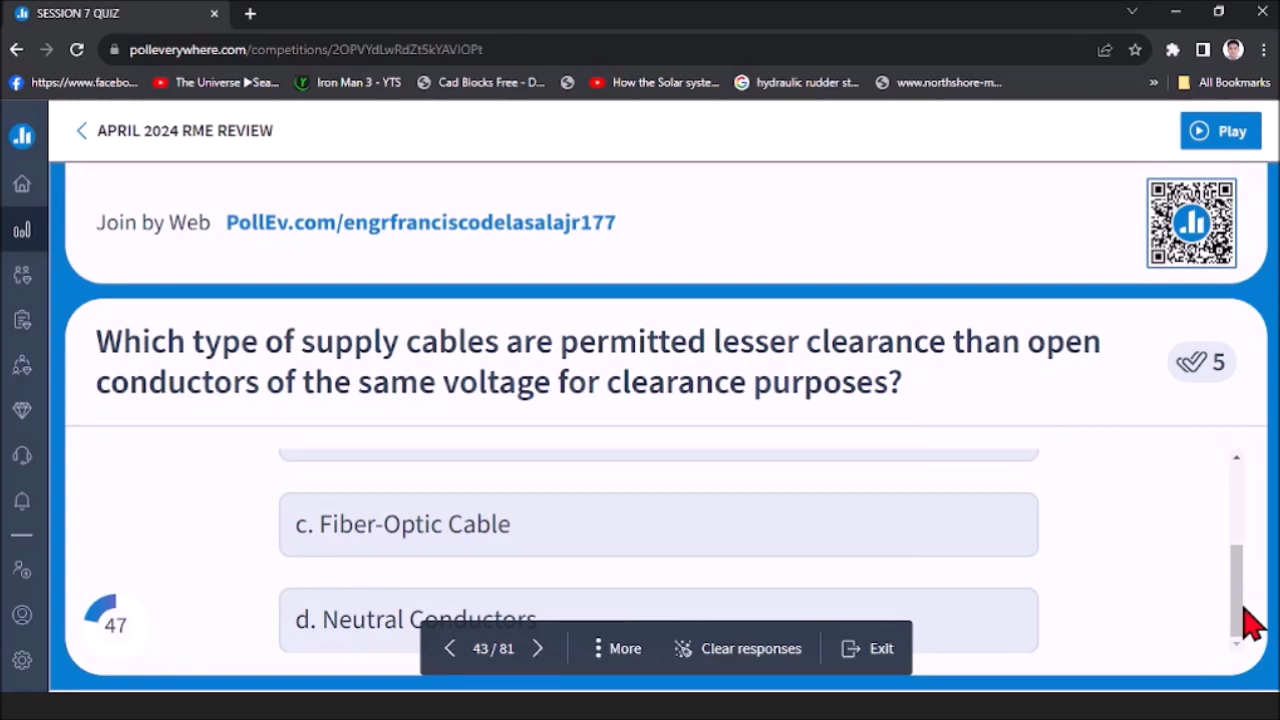 SESSION 7 QUIZ
polleverywhere.com/competitions/2OPVYdLwRdZt5kYAVIOPt
https://www.facebo... The Universe ▶Sea... Iron Man 3 - YTS Cad Blocks Free - D... How the Solar syste... hydraulic rudder st... www.northshore-m... » All Bookmarks
APRIL 2024 RME REVIEW
Play
Join by Web PollEv.com/engrfranciscodelasalajr177
Which type of supply cables are permitted lesser clearance than open
conductors of the same voltage for clearance purposes?
5
c. Fiber-Optic Cable
d. Neutral Conductors
47
43 / 81 More Clear responses Exit